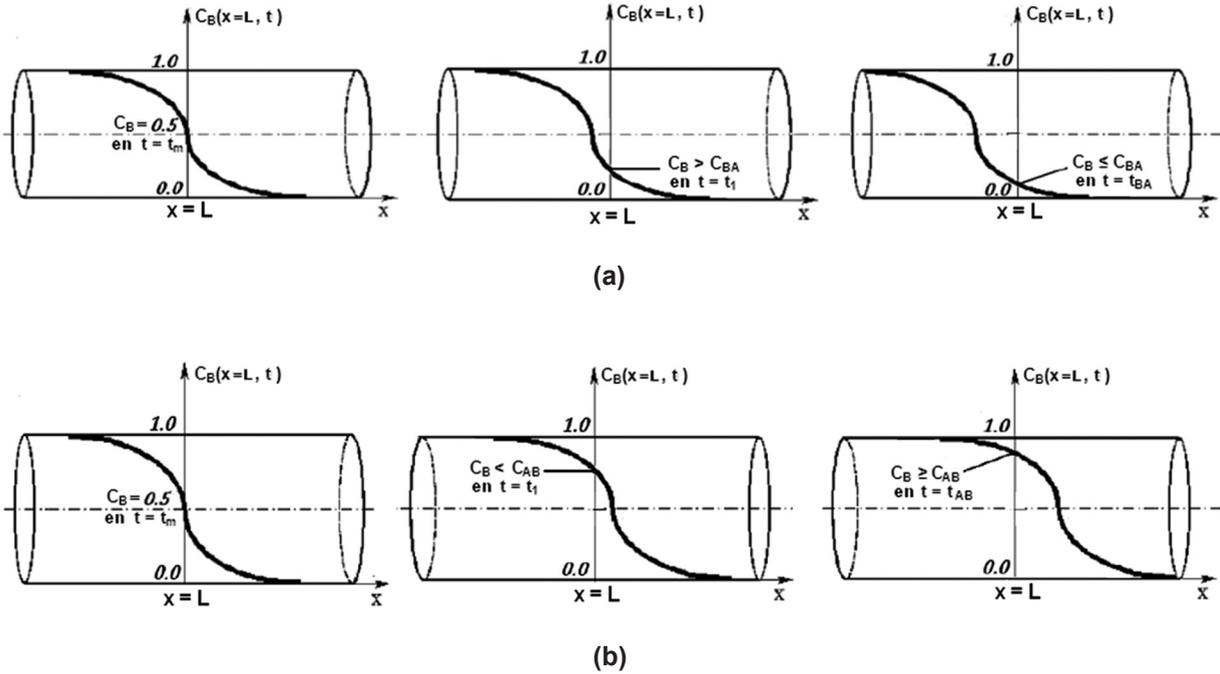 C_B(x=L, t)
1.0
C_B = 0.5
en t = t_m
0.0
x = L
x
C_B(x=L, t)
1.0
C_B > C_BA
en t = t_1
0.0
x = L
x
C_B(x=L, t)
1.0
C_B ≤ C_BA
en t = t_BA
0.0
x = L
x
(a)
C_B(x=L, t)
1.0
C_B = 0.5
en t = t_m
0.0
x = L
x
C_B(x=L, t)
1.0
C_B < C_AB
en t = t_1
0.0
x = L
x
C_B(x=L, t)
1.0
C_B ≥ C_AB
en t = t_AB
0.0
x = L
x
(b)